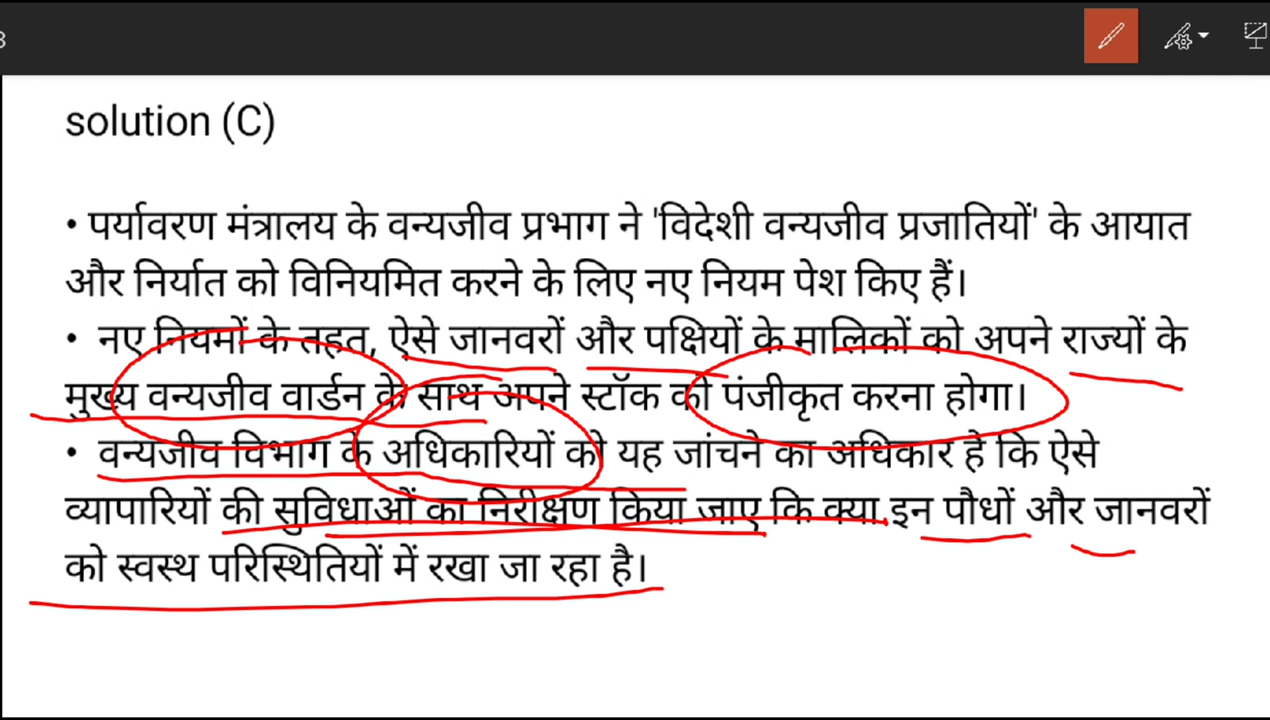 3
solution (C)
• पर्यावरण मंत्रालय के वन्यजीव प्रभाग ने 'विदेशी वन्यजीव प्रजातियों' के आयात
और निर्यात को विनियमित करने के लिए नए नियम पेश किए हैं।
• नए नियमों के तहत, ऐसे जानवरों और पक्षियों के मालिकों को अपने राज्यों के
मुख्य वन्यजीव वार्डन के साथ अपने स्टॉक को पंजीकृत करना होगा।
• वन्यजीव विभाग के अधिकारियों को यह जांचने का अधिकार है कि ऐसे
व्यापारियों की सुविधाओं का निरीक्षण किया जाए कि क्या इन पौधों और जानवरों
को स्वस्थ परिस्थितियों में रखा जा रहा है।